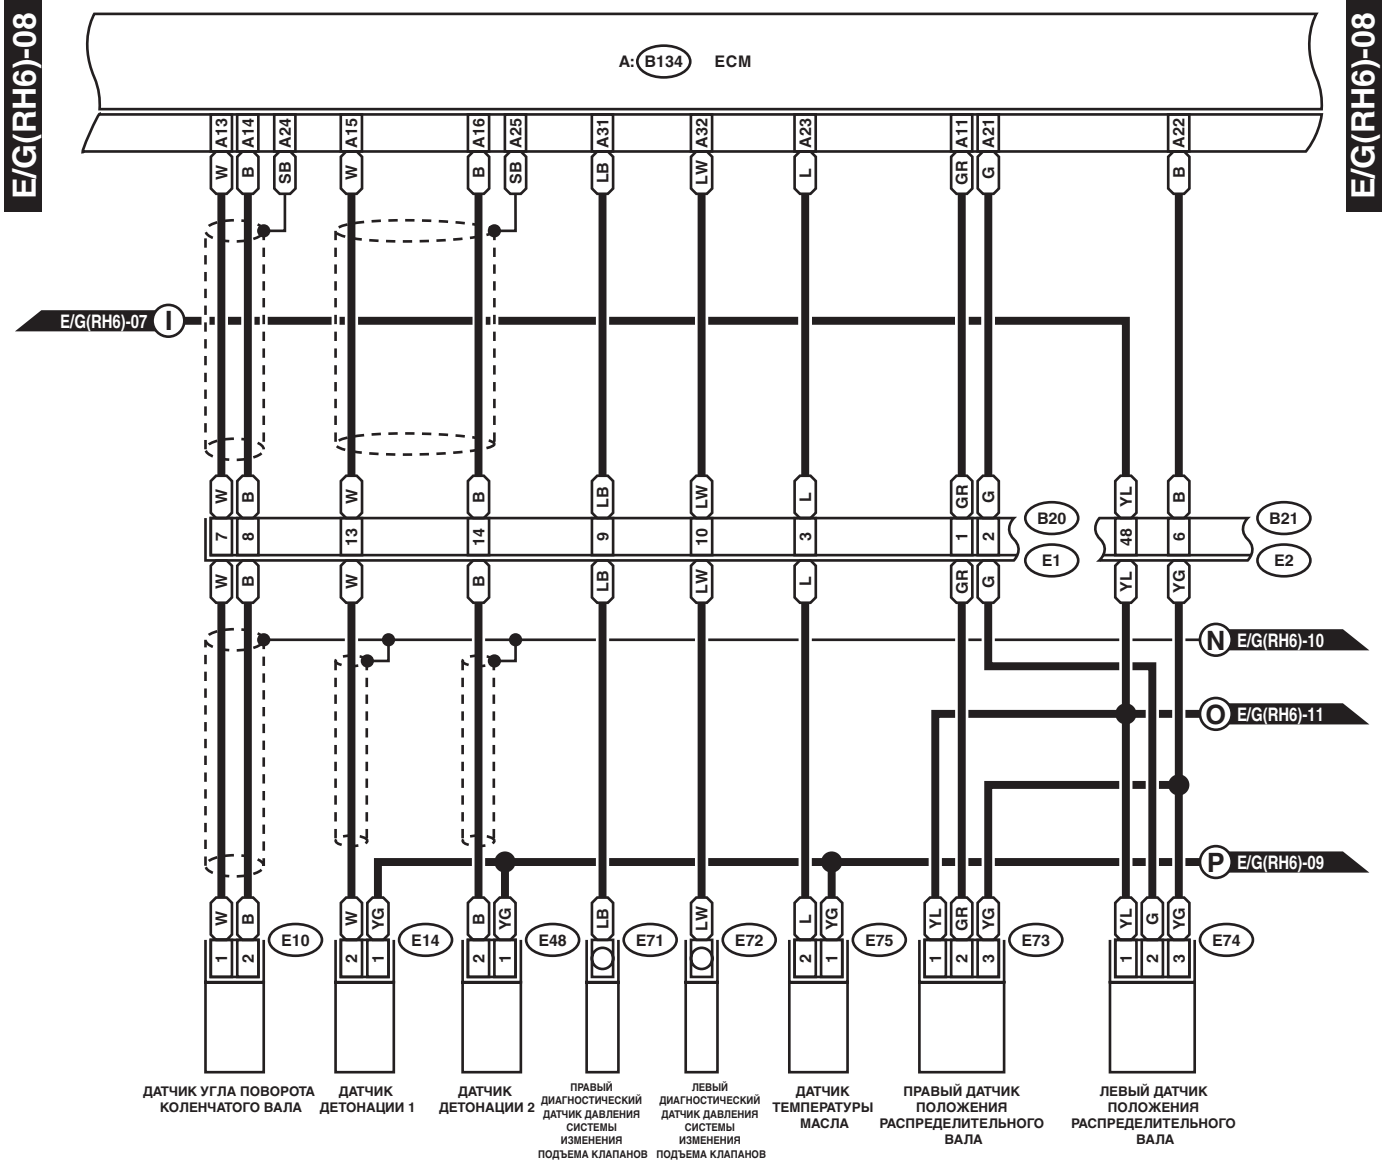 E/G(RH6)-08
E/G(RH6)-08
A: B134 ECM
A13 A14 A24 A15 A16 A25 A31 A32 A23 A11 A21 A22
W B SB W B SB LB LW L GR G B
E/G(RH6)-07 I
W B W B LB LW L GR G YL B
B20 B21
7 8 13 14 9 10 3 1 2 48 6
E1 E2
W B W B LB LW L GR G YL YG
N E/G(RH6)-10
O E/G(RH6)-11
P E/G(RH6)-09
W B W YG B YG LB LW L YG YL GR YG YL G YG
E10 E14 E48 E71 E72 E75 E73 E74
1 2 2 1 2 1 2 1 1 2 3 1 2 3
ДАТЧИК УГЛА ПОВОРОТА
КОЛЕНЧАТОГО ВАЛА
ДАТЧИК
ДЕТОНАЦИИ 1
ДАТЧИК
ДЕТОНАЦИИ 2
ПРАВЫЙ
ДИАГНОСТИЧЕСКИЙ
ДАТЧИК ДАВЛЕНИЯ
СИСТЕМЫ
ИЗМЕНЕНИЯ
ПОДЪЕМА КЛАПАНОВ
ЛЕВЫЙ
ДИАГНОСТИЧЕСКИЙ
ДАТЧИК ДАВЛЕНИЯ
СИСТЕМЫ
ИЗМЕНЕНИЯ
ПОДЪЕМА КЛАПАНОВ
ДАТЧИК
ТЕМПЕРАТУРЫ
МАСЛА
ПРАВЫЙ ДАТЧИК
ПОЛОЖЕНИЯ
РАСПРЕДЕЛИТЕЛЬНОГО
ВАЛА
ЛЕВЫЙ ДАТЧИК
ПОЛОЖЕНИЯ
РАСПРЕДЕЛИТЕЛЬНОГО
ВАЛА